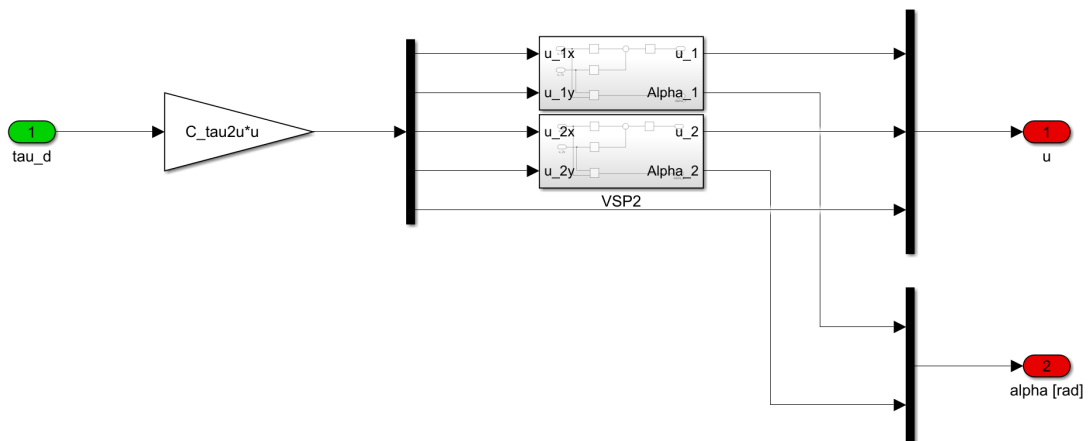 1
tau_d
C_tau2u*u
u_1x
u_1y
u_1
Alpha_1
u_2x
u_2y
u_2
Alpha_2
VSP2
1
u
2
alpha [rad]